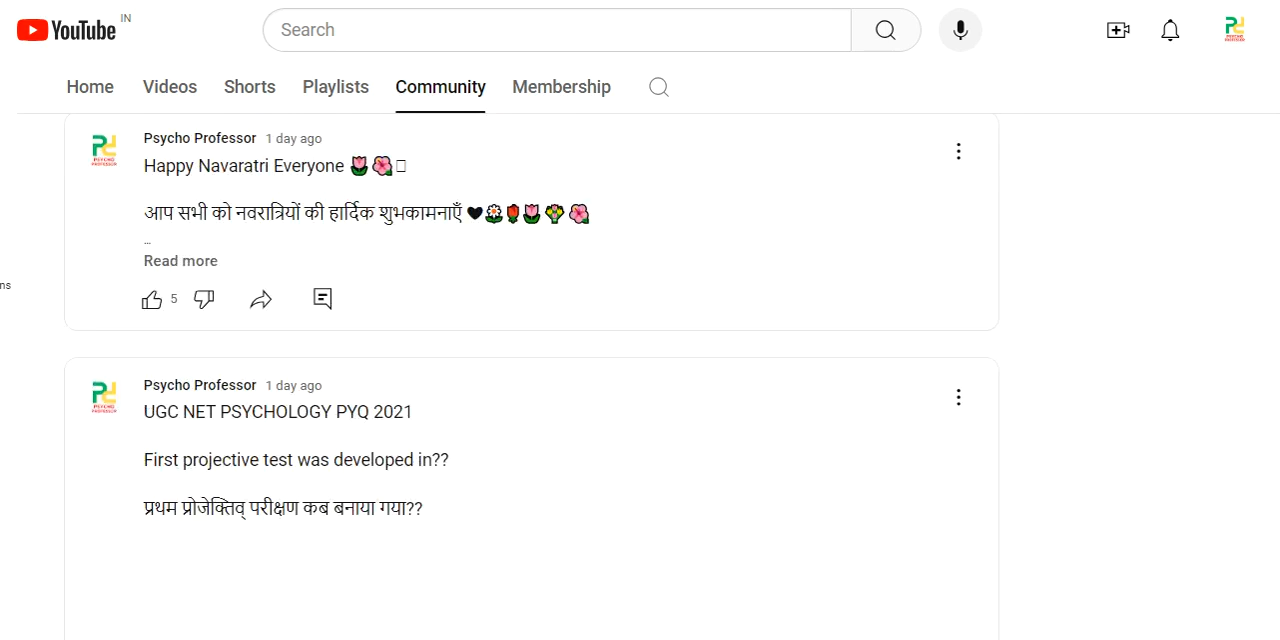 YouTube IN
Search
Home Videos Shorts Playlists Community Membership
Psycho Professor 1 day ago
Happy Navaratri Everyone 🌷🌺
आप सभी को नवरात्रियों की हार्दिक शुभकामनाएँ 🖤🌼🌹🌷💐🌺
...
Read more
ns
5
Psycho Professor 1 day ago
UGC NET PSYCHOLOGY PYQ 2021
First projective test was developed in??
प्रथम प्रोजेक्तिव् परीक्षण कब बनाया गया??